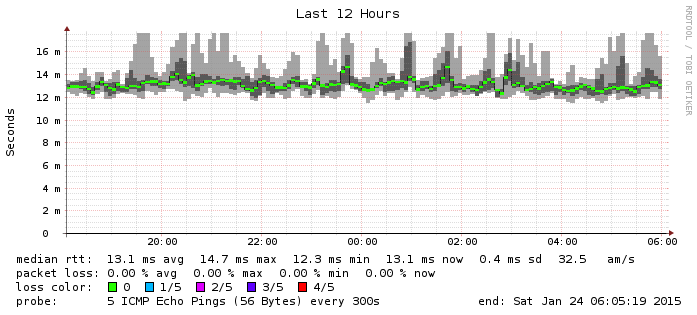 Last 12 Hours
RRDTOOL / TOBI OETIKER
Seconds
16 m
14 m
12 m
10 m
8 m
6 m
4 m
2 m
0
20:00 22:00 00:00 02:00 04:00 06:00
median rtt: 13.1 ms avg 14.7 ms max 12.3 ms min 13.1 ms now 0.4 ms sd 32.5 am/s
packet loss: 0.00 % avg 0.00 % max 0.00 % min 0.00 % now
loss color: 0 1/5 2/5 3/5 4/5
probe: 5 ICMP Echo Pings (56 Bytes) every 300s end: Sat Jan 24 06:05:19 2015